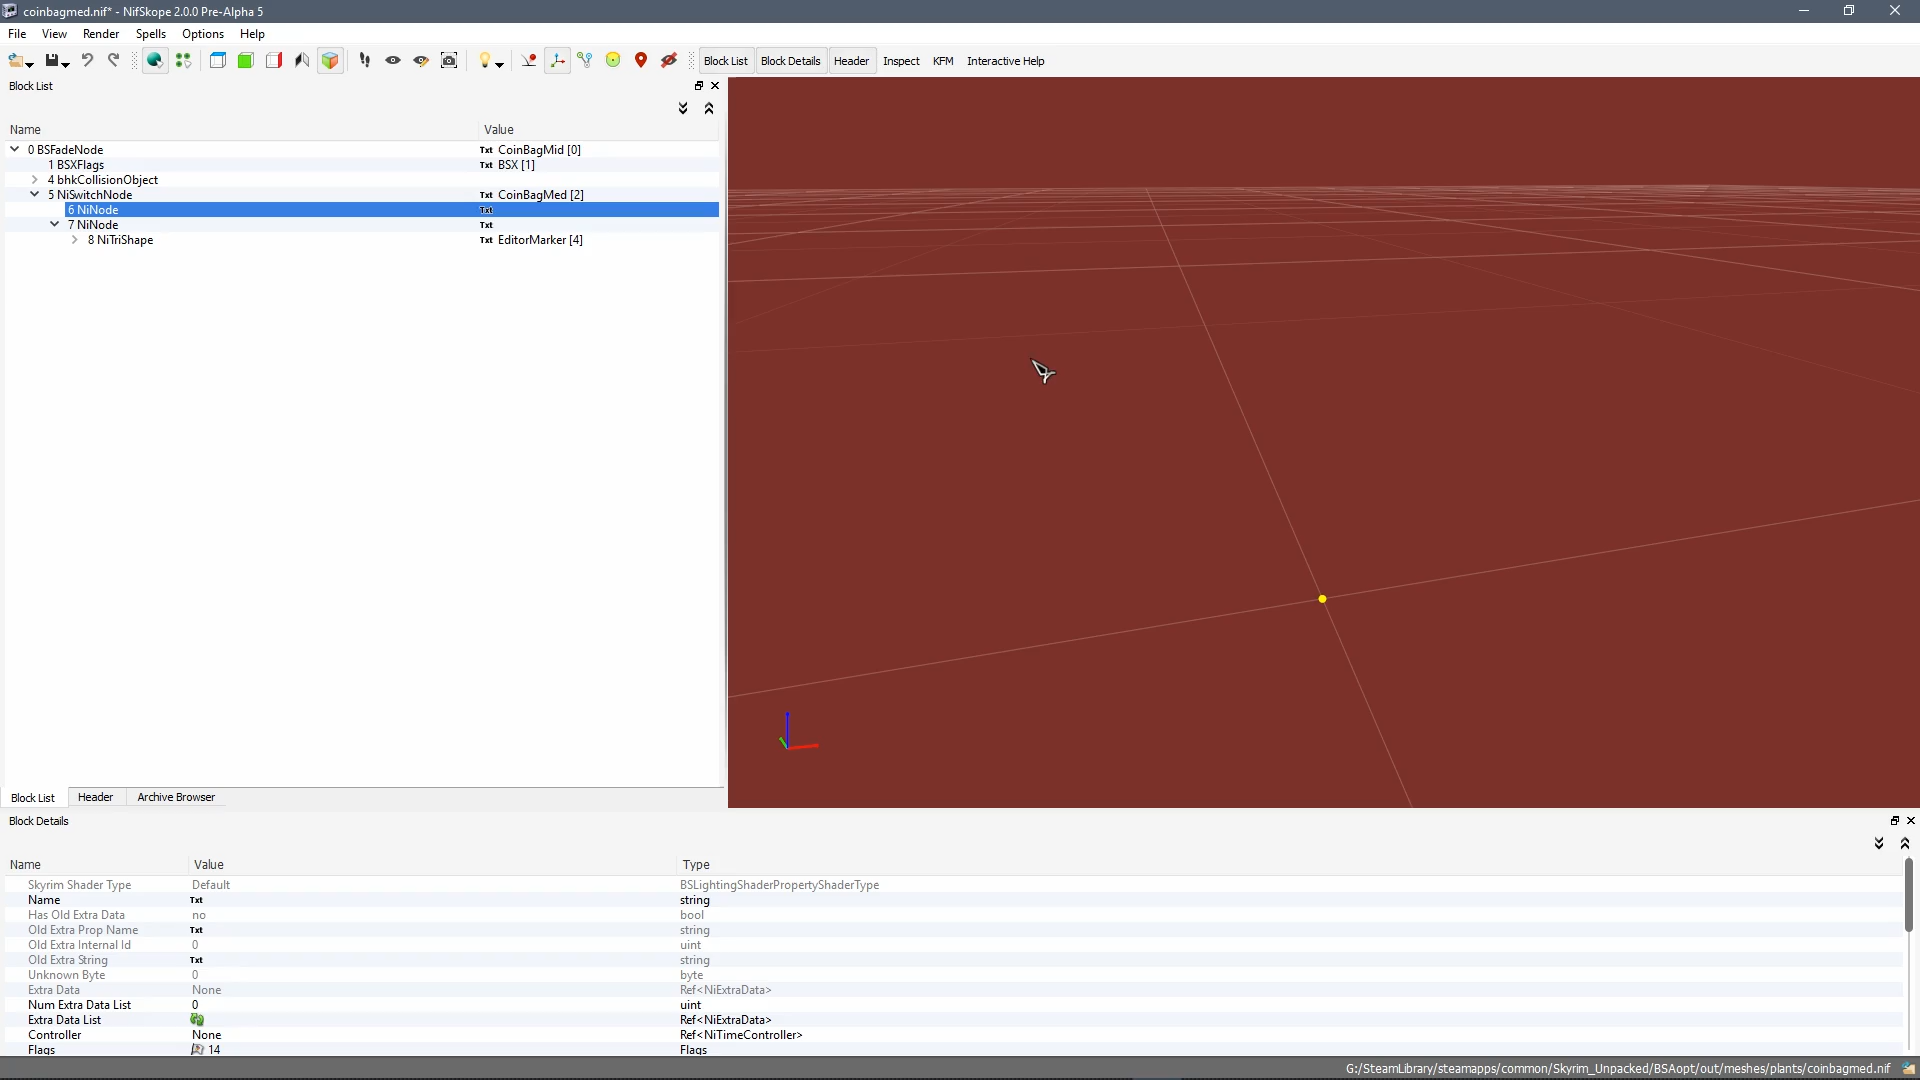 coinbagmed.nif* - NifSkope 2.0.0 Pre-Alpha 5
File View Render Spells Options Help
Block List Block Details Header Inspect KFM Interactive Help
Block List
Name Value
0 BSFadeNode Txt CoinBagMid [0]
1 BSXFlags Txt BSX [1]
4 bhkCollisionObject
5 NiSwitchNode Txt CoinBagMed [2]
6 NiNode Txt
7 NiNode Txt
8 NiTriShape Txt EditorMarker [4]
Block List Header Archive Browser
Block Details
Name Value Type
Skyrim Shader Type Default BSLightingShaderPropertyShaderType
Name Txt string
Has Old Extra Data no bool
Old Extra Prop Name Txt string
Old Extra Internal Id 0 uint
Old Extra String Txt string
Unknown Byte 0 byte
Extra Data None Ref<NiExtraData>
Num Extra Data List 0 uint
Extra Data List Ref<NiExtraData>
Controller None Ref<NiTimeController>
Flags 14 Flags
G:/SteamLibrary/steamapps/common/Skyrim_Unpacked/BSAopt/out/meshes/plants/coinbagmed.nif